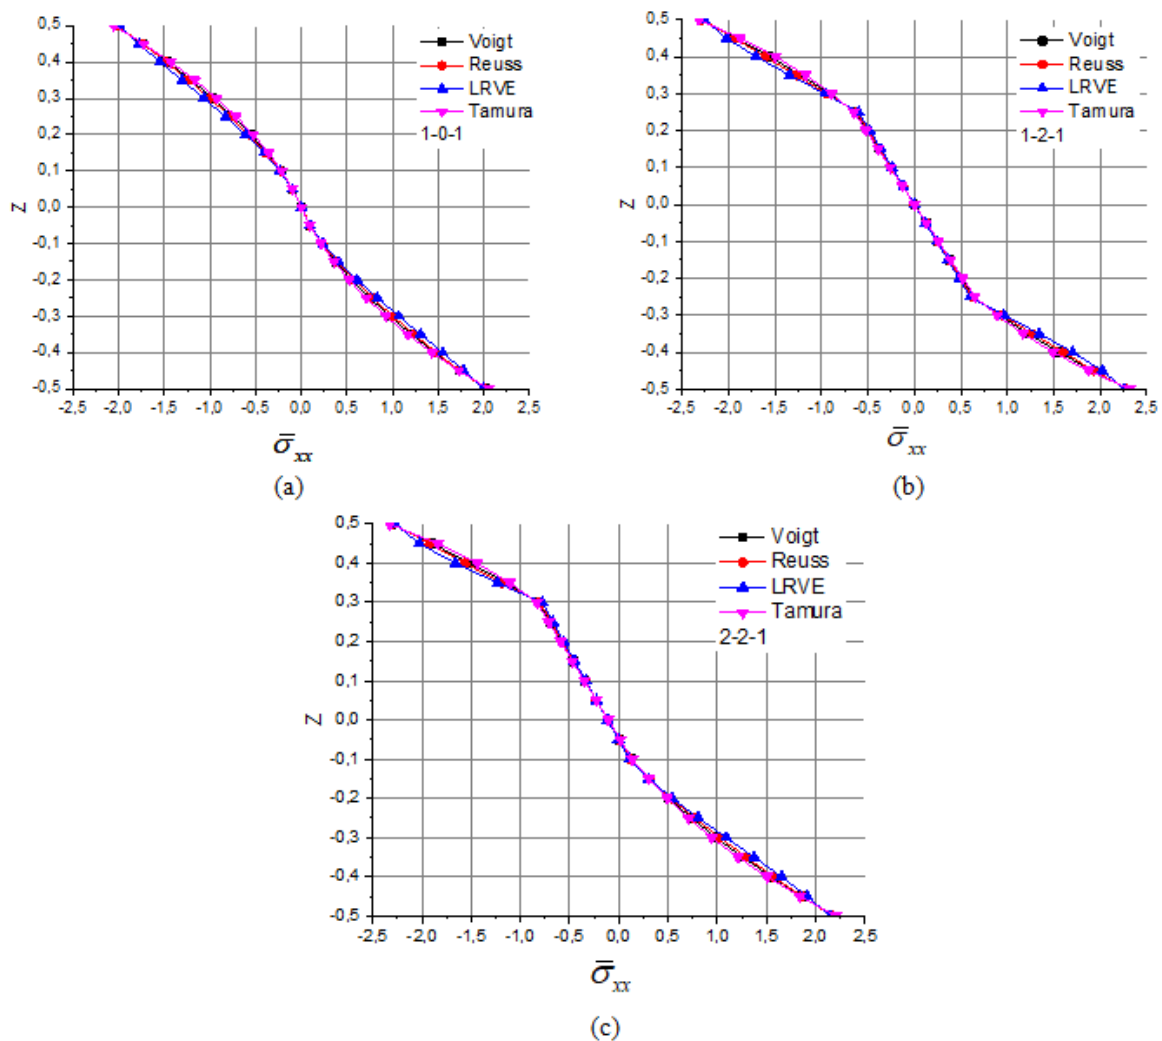 0,5
0,4
0,3
0,2
0,1
0,0
-0,1
-0,2
-0,3
-0,4
-0,5
Z
Voigt
Reuss
LRVE
Tamura
1-0-1
-2,5 -2,0 -1,5 -1,0 -0,5 0,0 0,5 1,0 1,5 2,0 2,5
σ̅xx
(a)
0,5
0,4
0,3
0,2
0,1
0,0
-0,1
-0,2
-0,3
-0,4
-0,5
Z
Voigt
Reuss
LRVE
Tamura
1-2-1
-2,5 -2,0 -1,5 -1,0 -0,5 0,0 0,5 1,0 1,5 2,0 2,5
σ̅xx
(b)
0,5
0,4
0,3
0,2
0,1
0,0
-0,1
-0,2
-0,3
-0,4
-0,5
Z
Voigt
Reuss
LRVE
Tamura
2-2-1
-2,5 -2,0 -1,5 -1,0 -0,5 0,0 0,5 1,0 1,5 2,0 2,5
σ̅xx
(c)